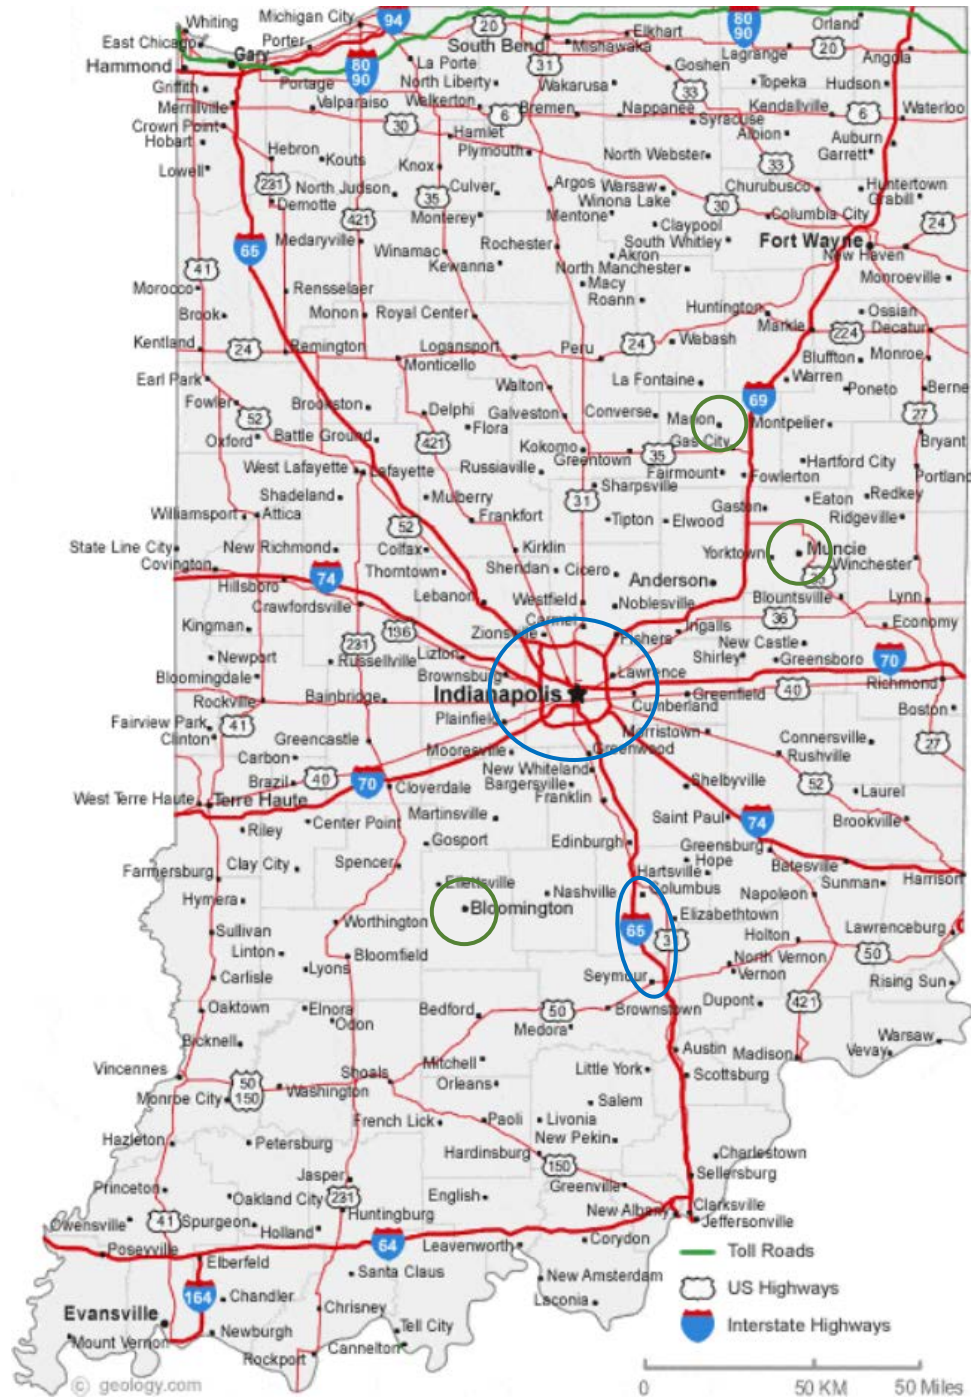 Whiting
Michigan City
94
20
Elkhart
80
90
Orland
East Chicago
Porter
South Bend
Mishawaka
Lagrange
20
Angola
Hammond
Gary
La Porte
31
Goshen
Griffith
Portage
80
90
North Liberty
Wakarusa
33
Topeka
Hudson
Merrillville
Valparaiso
Walkerton
6
Bremen
Nappanee
Syracuse
Kendallville
6
Waterloo
Crown Point
30
Hamlet
Albion
Auburn
Hobart
Hebron
Kouts
Plymouth
North Webster
33
Garrett
Lowell
231
North Judson
Knox
35
Culver
Argos
Warsaw
Churubusco
Huntertown
Demotte
Winona Lake
30
Grabill
421
Monterey
Mentone
Claypool
Columbia City
24
65
Medaryville
Winamac
Rochester
South Whitley
Fort Wayne
41
Kewanna
Akron
New Haven
North Manchester
Monroeville
Morocco
Rensselaer
Macy
Roann
Brook
Monon
Royal Center
Huntington
Ossian
Markle
224
Decatur
Kentland
24
Remington
Logansport
Peru
24
Wabash
Monticello
Bluffton
Monroe
Earl Park
Walton
La Fontaine
Warren
Poneto
Berne
Fowler
Brookston
Delphi
Galveston
Converse
69
27
52
Flora
Marion
Montpelier
Oxford
Battle Ground
421
Kokomo
Gas City
Bryant
Greentown
35
West Lafayette
Lafayette
Russiaville
Fairmount
Fowlerton
Hartford City
Portland
Shadeland
Mulberry
Sharpsville
31
Gaston
Eaton
Redkey
Williamsport
Attica
Frankfort
Tipton
Elwood
Ridgeville
52
State Line City
New Richmond
Colfax
Kirklin
Yorktown
Muncie
Winchester
Covington
Thorntown
Sheridan
Cicero
Anderson
35
Hillsboro
74
Lebanon
Westfield
Noblesville
Blountsville
Lynn
Crawfordsville
Carmel
36
Kingman
136
Zionsville
Fishers
Ingalls
Economy
231
New Castle
Newport
Russellville
Lizton
Shirley
Greensboro
70
Bloomingdale
Brownsburg
Lawrence
Richmond
Rockville
Bainbridge
Indianapolis
Greenfield
40
Cumberland
Boston
Fairview Park
41
Plainfield
Morristown
Clinton
Greencastle
Connersville
27
Carbon
Mooresville
Greenwood
Rushville
Brazil
40
70
New Whiteland
Shelbyville
52
West Terre Haute
Terre Haute
Cloverdale
Bargersville
Franklin
Laurel
Riley
Center Point
Martinsville
Saint Paul
74
Brookville
Gosport
Edinburgh
Greensburg
Farmersburg
Clay City
Spencer
Hope
Batesville
Hartsville
Harrison
Ellettsville
Columbus
Sunman
Hymera
Nashville
Napoleon
Bloomington
Elizabethtown
Worthington
65
Sullivan
31
Holton
Lawrenceburg
Linton
Bloomfield
50
North Vernon
Carlisle
Lyons
Seymour
Vernon
Rising Sun
Oaktown
Elnora
Bedford
50
Brownstown
Dupont
421
Odon
Medora
Bicknell
Warsaw
Mitchell
Austin
Madison
Vevay
Vincennes
Shoals
Little York
50
150
Washington
Orleans
Scottsburg
Monroe City
Salem
French Lick
Paoli
Livonia
Hazleton
Petersburg
New Pekin
Hardinsburg
Charlestown
Jasper
150
Sellersburg
Princeton
Oakland City
231
English
Greenville
Owensville
41
Spurgeon
Huntingburg
New Albany
Clarksville
Holland
Jeffersonville
Poseyville
64
Leavenworth
Corydon
Toll Roads
Elberfeld
Santa Claus
New Amsterdam
US Highways
164
Chandler
Laconia
Evansville
Chrisney
Interstate Highways
Mount Vernon
Newburgh
Tell City
Cannelton
Rockport
© geology.com
0 50 KM 50 Miles